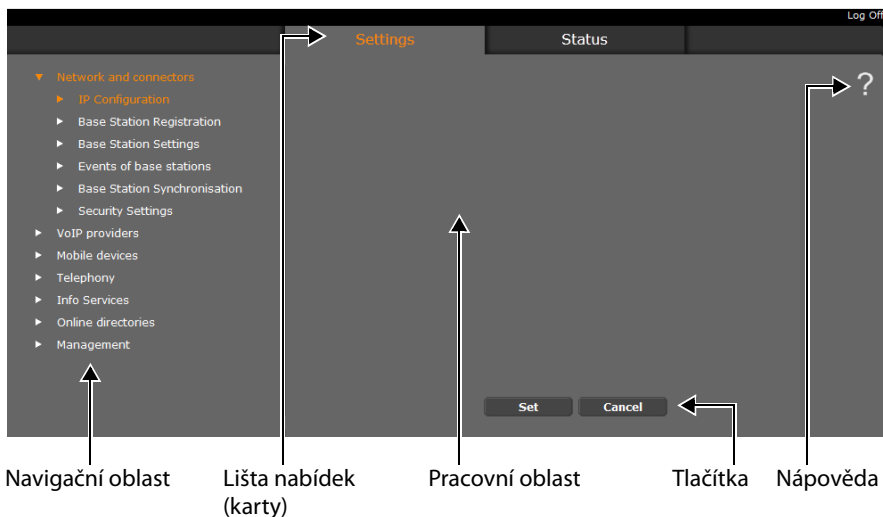 Log Off
Settings
Status
?
Network and connectors
IP Configuration
Base Station Registration
Base Station Settings
Events of base stations
Base Station Synchronisation
Security Settings
VoIP providers
Mobile devices
Telephony
Info Services
Online directories
Management
Set
Cancel
Navigační oblast
Lišta nabídek
(karty)
Pracovní oblast
Tlačítka
Nápověda